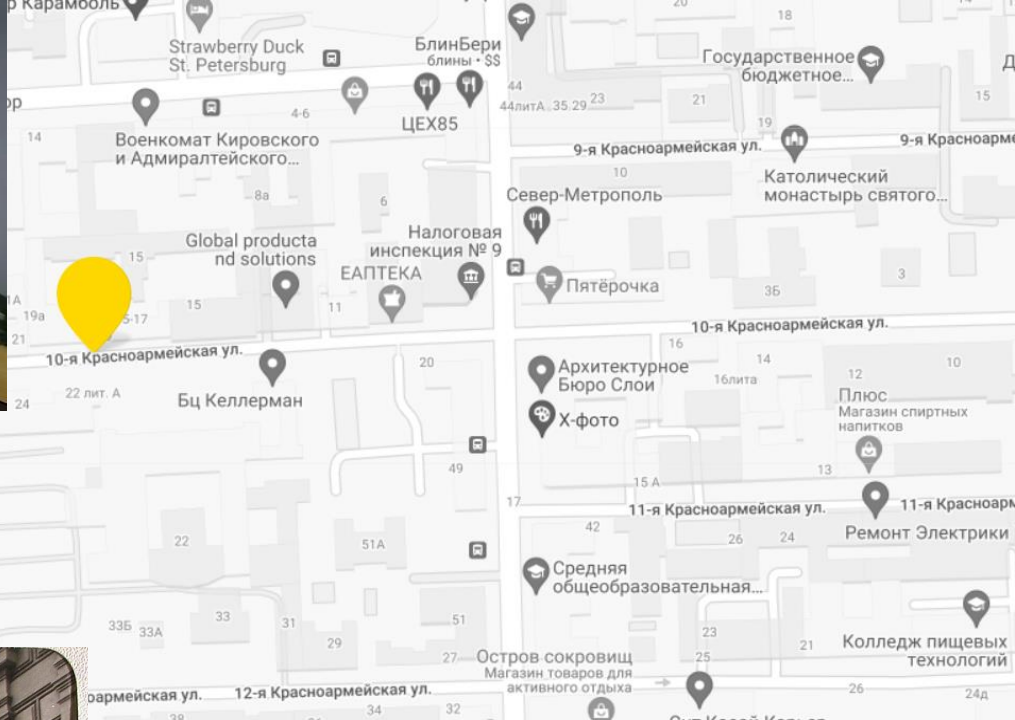 р Карамболь
Strawberry Duck
St. Petersburg
БлинБери
блины • $$
ЦЕХ85
Военкомат Кировского
и Адмиралтейского...
4-6
14
8а
6
20
18
Государственное
бюджетное...
15
44
44литА
35.29
23
21
19
9-я Красноармейская ул.
9-я Красноарме
10
Католический
монастырь святого...
Север-Метрополь
Налоговая
инспекция № 9
Global producta
nd solutions
ЕАПТЕКА
Пятёрочка
15
15
11
5-17
19а
21
3
3Б
10-я Красноармейская ул.
10-я Красноармейская ул.
22 лит. А
24
Бц Келлерман
20
16
14
12
10
16лита
Архитектурное
Бюро Слои
Х-фото
Плюс
Магазин спиртных
напитков
49
15 А
13
17
11-я Красноармейская ул.
11-я Красноарм
Ремонт Электрики
42
26
24
22
51А
Средняя
общеобразовательная...
33Б
33А
33
31
29
51
27
23
25
21
Колледж пищевых
технологий
Остров сокровищ
Магазин товаров для
активного отдыха
оармейская ул.
12-я Красноармейская ул.
26
24д
38
34
32